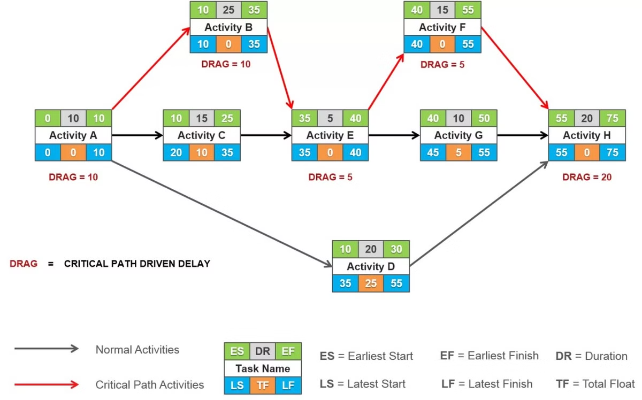 10 25 35
Activity B
10 0 35
DRAG = 10
40 15 55
Activity F
40 0 55
DRAG = 5
0 10 10
Activity A
0 0 10
DRAG = 10
10 15 25
Activity C
20 10 35
35 5 40
Activity E
35 0 40
DRAG = 5
40 10 50
Activity G
45 5 55
55 20 75
Activity H
55 0 75
DRAG = 20
10 20 30
Activity D
35 25 55
DRAG = CRITICAL PATH DRIVEN DELAY
Normal Activities
Critical Path Activities
ES DR EF
Task Name
LS TF LF
ES = Earliest Start EF = Earliest Finish DR = Duration
LS = Latest Start LF = Latest Finish TF = Total Float